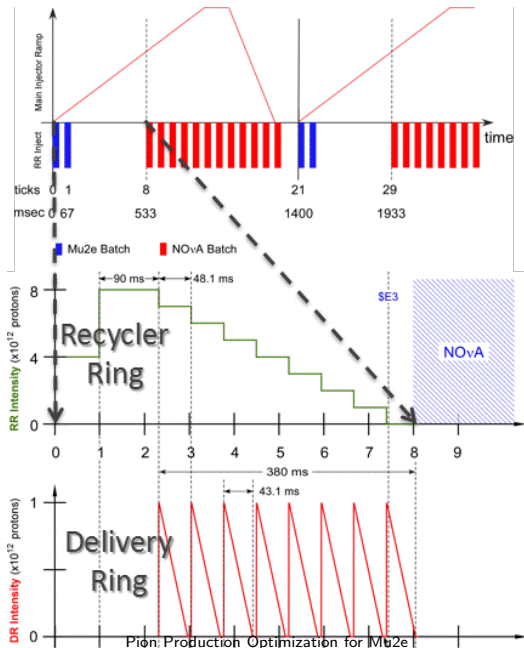 Main Injector Ramp
RR Inject
time
ticks 0 1 8 21 29
msec 0 67 533 1400 1933
Mu2e Batch NOνA Batch
90 ms 48.1 ms
RR Intensity (x10¹² protons)
8
4
0
Recycler
Ring
$E3
NOνA
0 1 2 3 4 5 6 7 8 9
380 ms
43.1 ms
DR Intensity (x10¹² protons)
1
0
Delivery
Ring
Pion Production Optimization for Mu2e